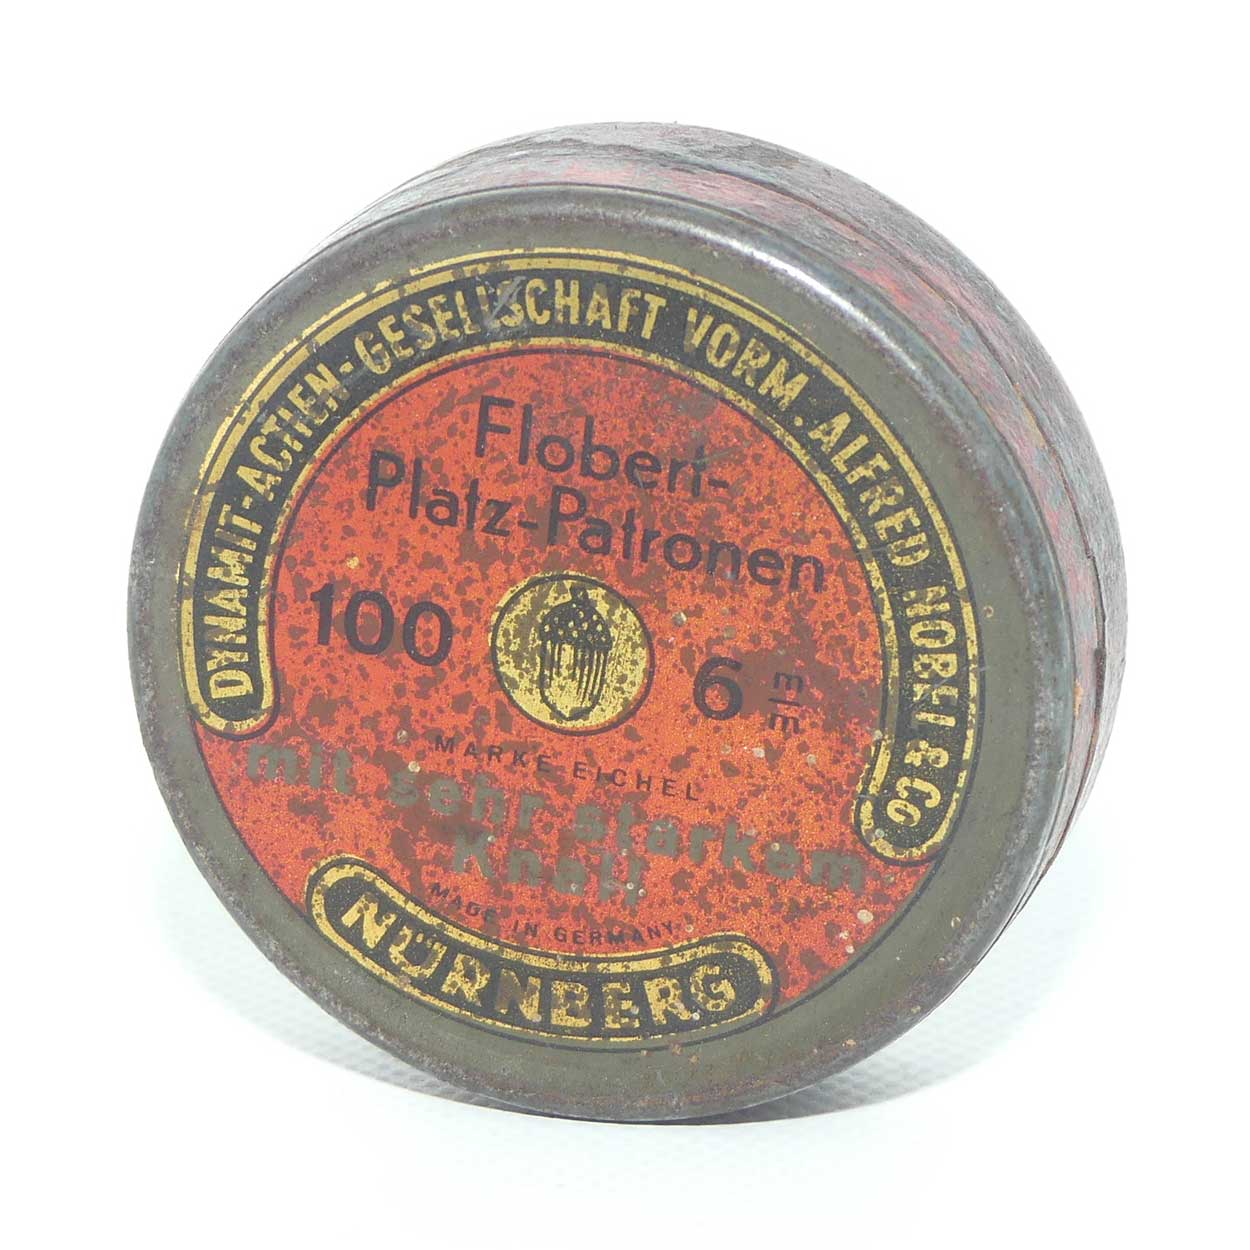 DYNAMIT-ACTIEN-GESELLSCHAFT VORM. ALFRED NOBEL & Co
Flobert-
Platz-Patronen
100
6 m/m
MARKE EICHEL
mit sehr starkem
Knall
MADE IN GERMANY
NÜRNBERG